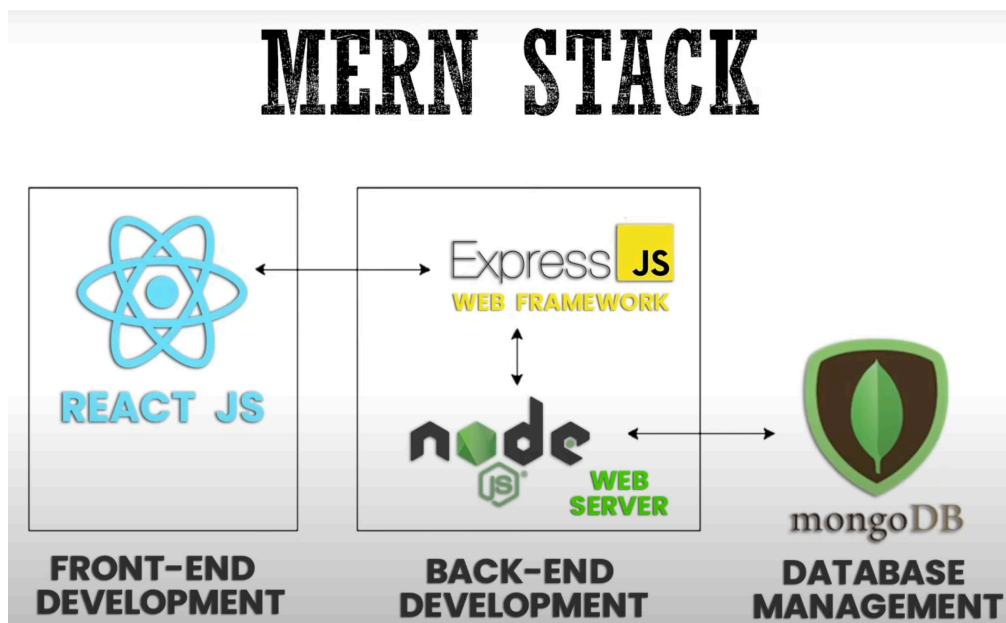 MERN STACK
REACT JS
FRONT-END
DEVELOPMENT
Express JS
WEB FRAMEWORK
node
JS
WEB
SERVER
BACK-END
DEVELOPMENT
mongoDB
DATABASE
MANAGEMENT